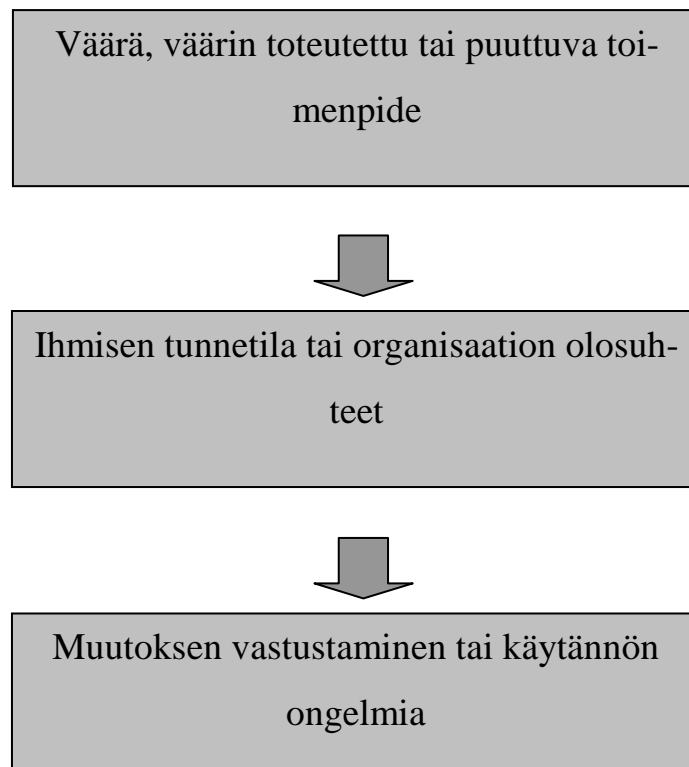 Väärä, väärin toteutettu tai puuttuva toi-
menpide
Ihmisen tunnetila tai organisaation olosuh-
teet
Muutoksen vastustaminen tai käytännön
ongelmia